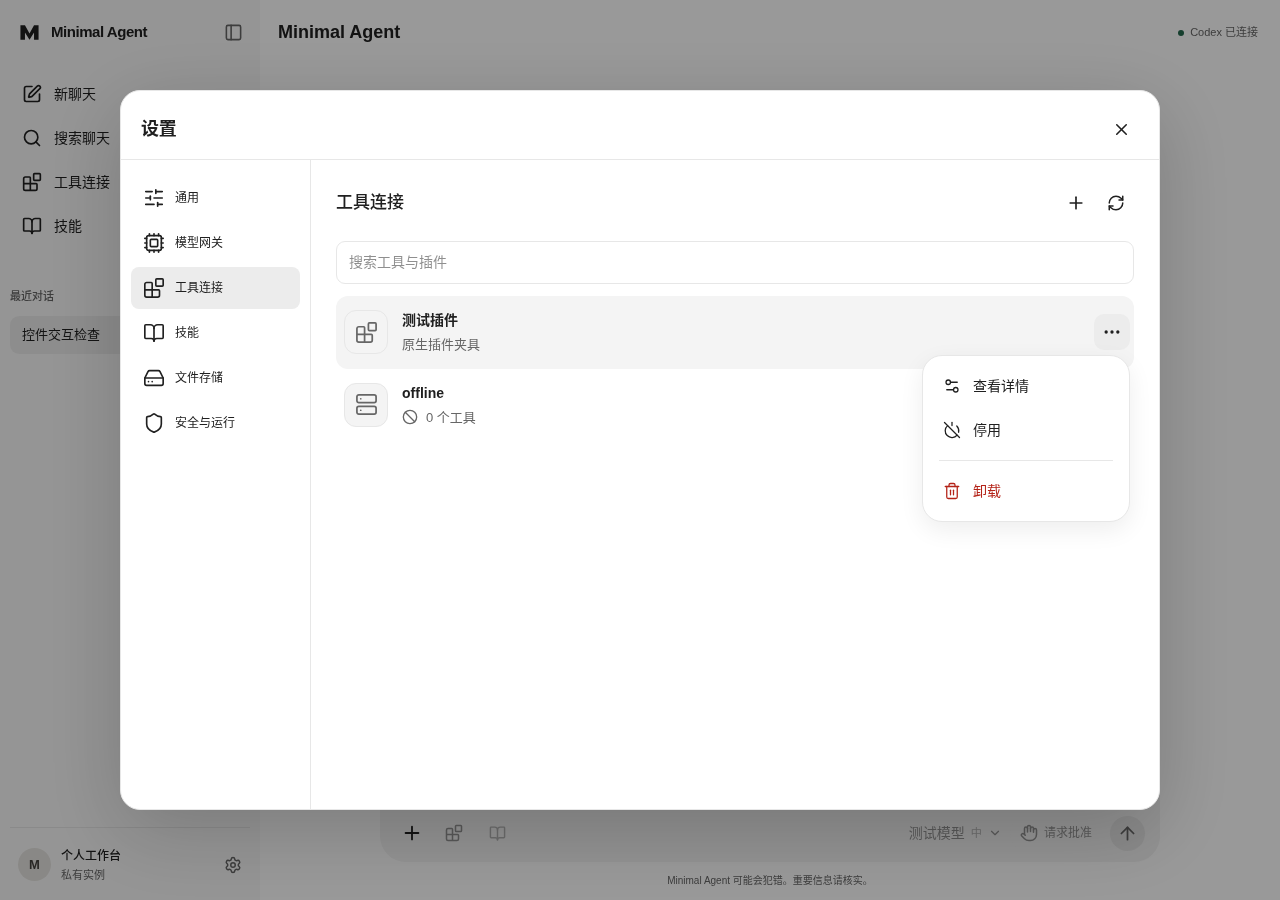 Minimal Agent
Minimal Agent
Codex 已连接
新聊天
搜索聊天
工具连接
技能
最近对话
控件交互检查
设置
通用
模型网关
工具连接
技能
文件存储
安全与运行
工具连接
搜索工具与插件
测试插件
原生插件夹具
offline
0 个工具
查看详情
停用
卸载
测试模型 中
请求批准
M
个人工作台
私有实例
Minimal Agent 可能会犯错。重要信息请核实。